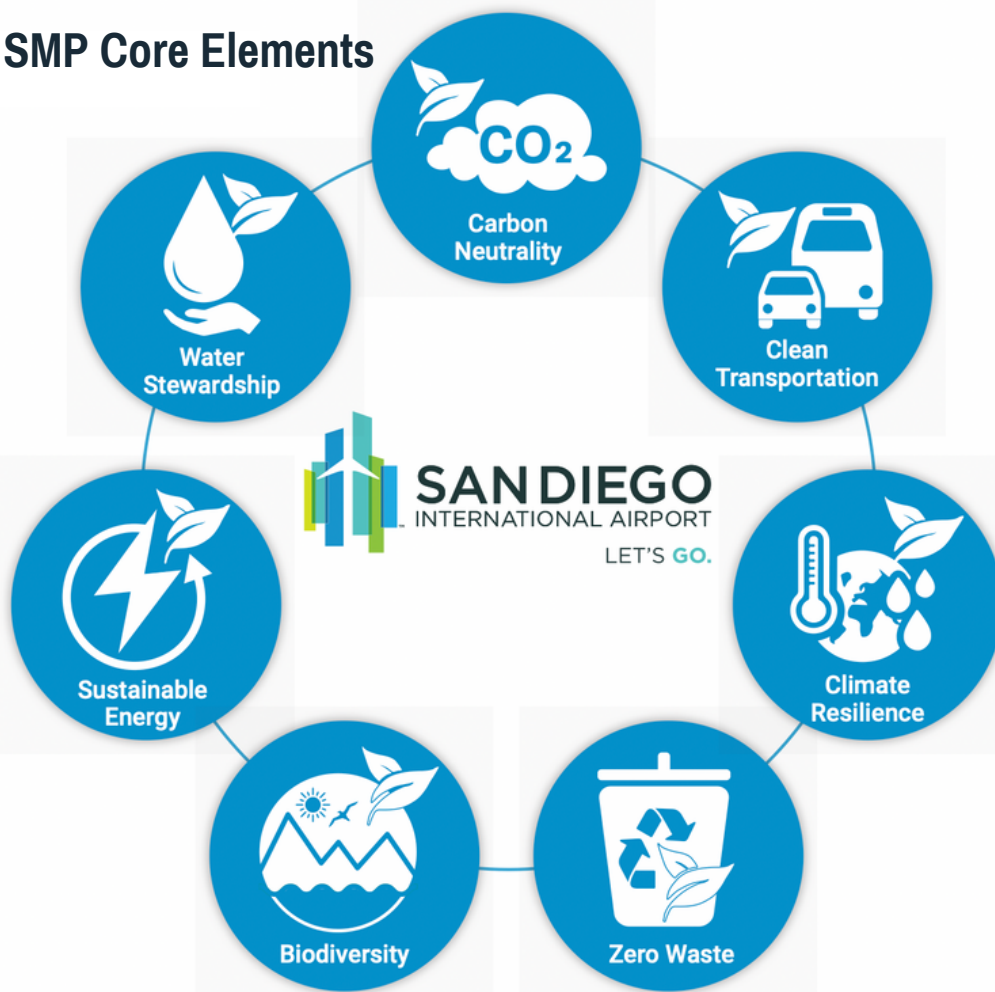 SMP Core Elements
CO₂
Carbon
Neutrality
Clean
Transportation
Climate
Resilience
Zero Waste
Biodiversity
Sustainable
Energy
Water
Stewardship
SAN DIEGO
INTERNATIONAL AIRPORT
LET'S GO.